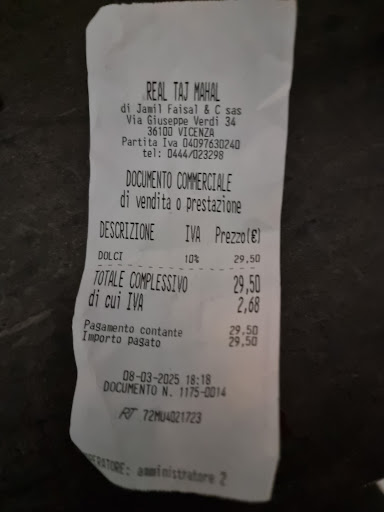 REAL TAJ MAHAL
di Jamil Faisal & C sas
Via Giuseppe Verdi 34
36100 VICENZA
Partita Iva 04097630240
tel: 0444/023298
DOCUMENTO COMMERCIALE
di vendita o prestazione
DESCRIZIONE IVA Prezzo(€)
DOLCI 10% 29,50
TOTALE COMPLESSIVO 29,50
di cui IVA 2,68
Pagamento contante 29,50
Importo pagato 29,50
08-03-2025 18:18
DOCUMENTO N. 1175-0014
RT 72MU4021723
OPERATORE: amministratore 2